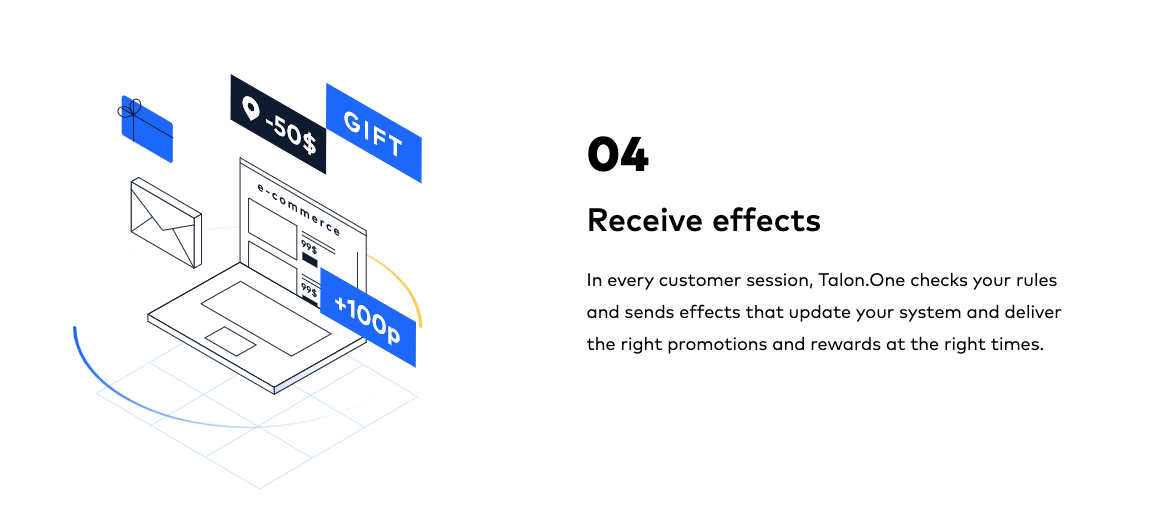 -50$
GIFT
e-commerce
99$
99$
+100p
04
Receive effects
In every customer session, Talon.One checks your rules
and sends effects that update your system and deliver
the right promotions and rewards at the right times.